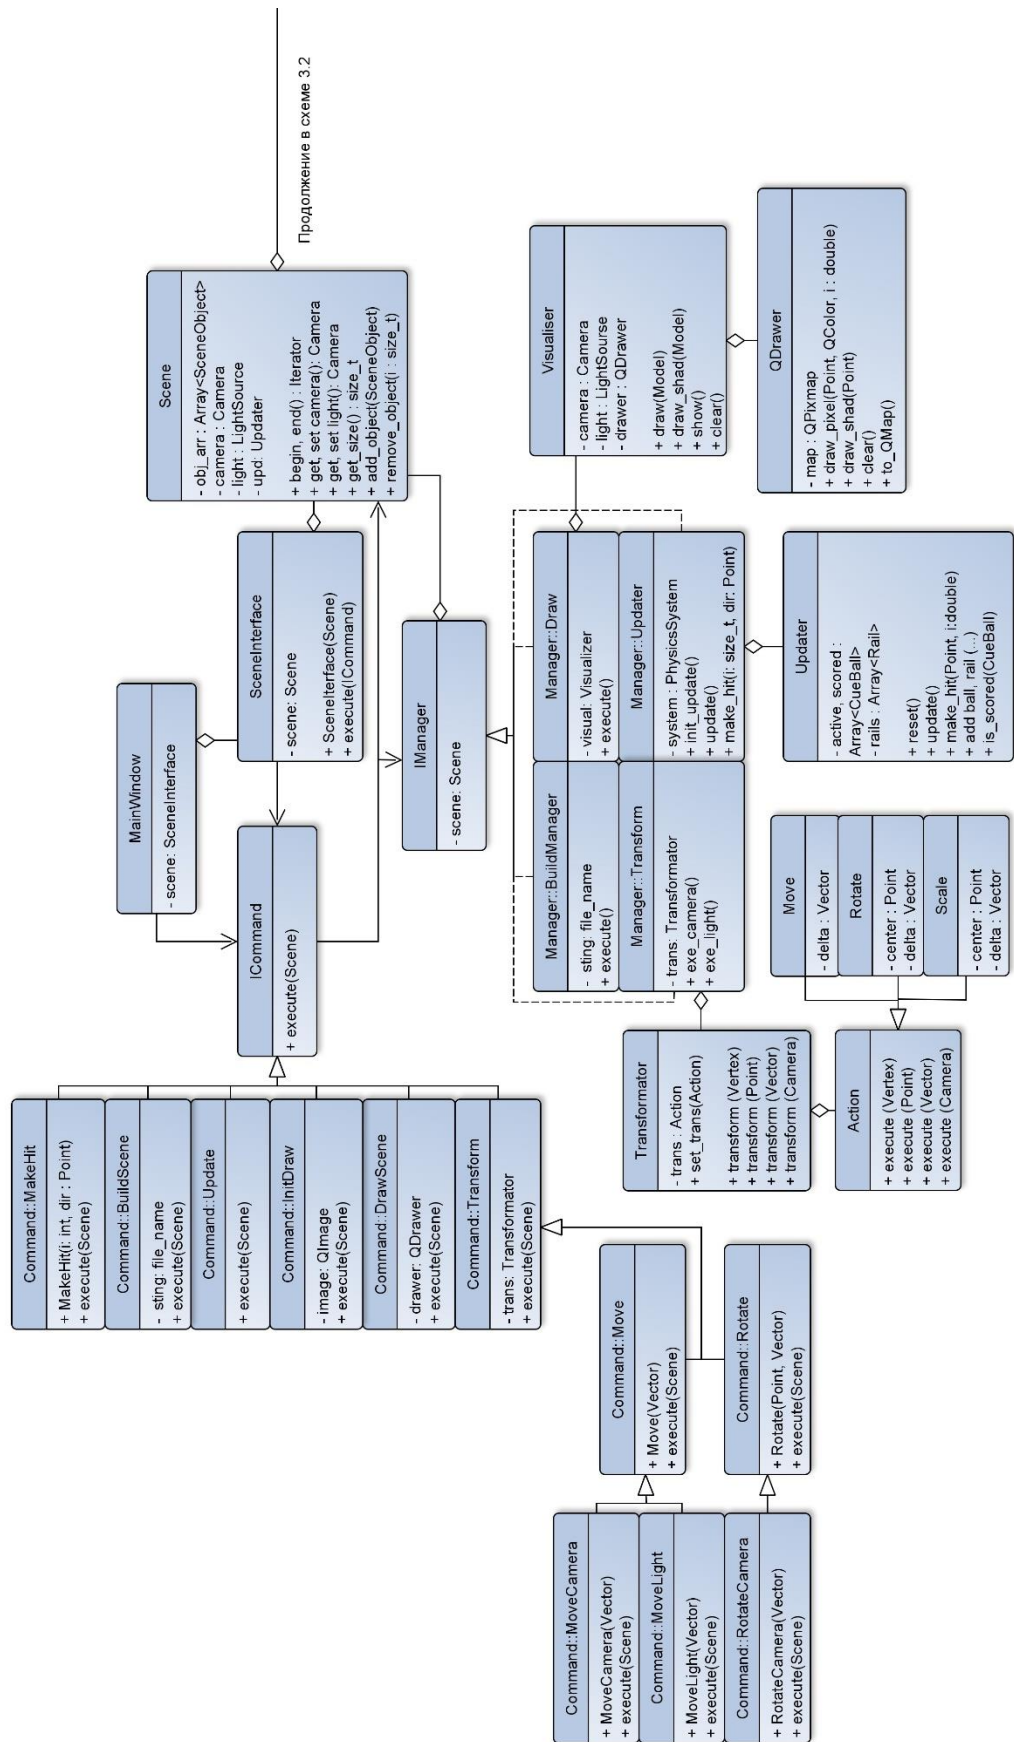 MainWindow
- scene: SceneInterface
SceneInterface
- scene: Scene
+ SceneIterface(Scene)
+ execute(ICommand)
Scene
- obj_arr : Array<SceneObject>
- camera : Camera
- light : LightSource
- upd: Updater
+ begin, end() : Iterator
+ get, set camera(): Camera
+ get, set light(): Camera
+ get_size() : size_t
+ add_object(SceneObject)
+ remove_object(i : size_t)
Продолжение в схеме 3.2
ICommand
+ execute(Scene)
Command::MakeHit
+ MakeHit(i: int, dir : Point)
+ execute(Scene)
Command::BuildScene
- sting: file_name
+ execute(Scene)
Command::Update
+ execute(Scene)
Command::InitDraw
- image: QImage
+ execute(Scene)
Command::DrawScene
- drawer: QDrawer
+ execute(Scene)
Command::Transform
- trans: Transformator
+ execute(Scene)
IManager
- scene: Scene
Manager::BuildManager
- sting: file_name
+ execute()
Manager::Draw
- visual: Visualizer
+ execute()
Manager::Transform
- trans: Transformator
+ exe_camera()
+ exe_light()
Manager::Updater
- system : PhysicsSystem
+ init_update()
+ update()
+ make_hit(i: size_t, dir: Point)
Visualiser
- camera : Camera
- light : LightSourse
- drawer : QDrawer
+ draw(Model)
+ draw_shad(Model)
+ show()
+ clear()
QDrawer
- map : QPixmap
+ draw_pixel(Point, QColor, i : double)
+ draw_shad(Point)
+ clear()
+ to_QMap()
Updater
- active, scored :
Array<CueBall>
- rails : Array<Rail>
+ reset()
+ update()
+ make_hit(Point, i:double)
+ add ball, rail (...)
+ is_scored(CueBall)
Transformator
- trans : Action
+ set_trans(Action)
+ transform (Vertex)
+ transform (Point)
+ transform (Vector)
+ transform (Camera)
Action
+ execute (Vertex)
+ execute (Point)
+ execute (Vector)
+ execute (Camera)
Move
- delta : Vector
Rotate
- center : Point
- delta : Vector
Scale
- center : Point
- delta : Vector
Command::Move
+ Move(Vector)
+ execute(Scene)
Command::Rotate
+ Rotate(Point, Vector)
+ execute(Scene)
Command::MoveCamera
+ MoveCamera(Vector)
+ execute(Scene)
Command::MoveLight
+ MoveLight(Vector)
+ execute(Scene)
Command::RotateCamera
+ RotateCamera(Vector)
+ execute(Scene)